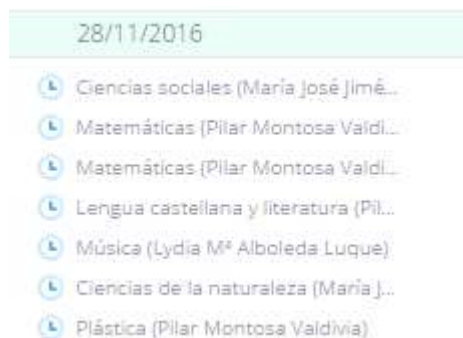 28/11/2016
Ciencias sociales (María José Jimé...
Matemáticas (Pilar Montosa Valdi...
Matemáticas (Pilar Montosa Valdi...
Lengua castellana y literatura (Pil...
Música (Lydia Mª Alboleda Luque)
Ciencias de la naturaleza (María J...
Plástica (Pilar Montosa Valdivia)